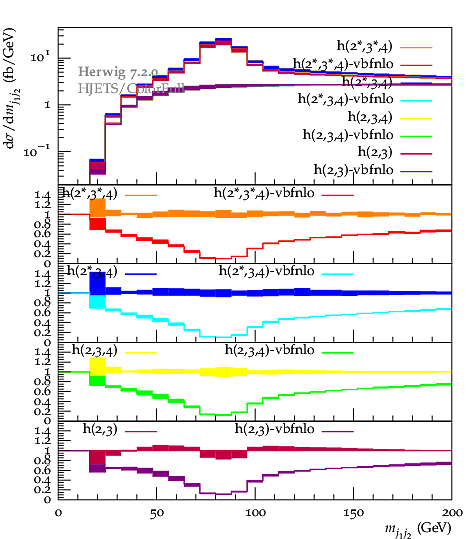 dσ/dm_{j1j2} (fb/GeV)
10^1
1
10^−1
Herwig 7.2.0
HJETS/ColorFull
h(2*,3*,4)
h(2*,3*,4)-vbfnlo
h(2*,3,4)
h(2*,3,4)-vbfnlo
h(2,3,4)
h(2,3,4)-vbfnlo
h(2,3)
h(2,3)-vbfnlo
h(2*,3*,4) h(2*,3*,4)-vbfnlo
1.4
1.2
1
0.8
0.6
0.4
0.2
0
h(2*,3,4) h(2*,3,4)-vbfnlo
1.4
1.2
1
0.8
0.6
0.4
0.2
0
h(2,3,4) h(2,3,4)-vbfnlo
1.4
1.2
1
0.8
0.6
0.4
0.2
0
h(2,3) h(2,3)-vbfnlo
1.4
1.2
1
0.8
0.6
0.4
0.2
0
0 50 100 150 200
m_{j1j2} (GeV)